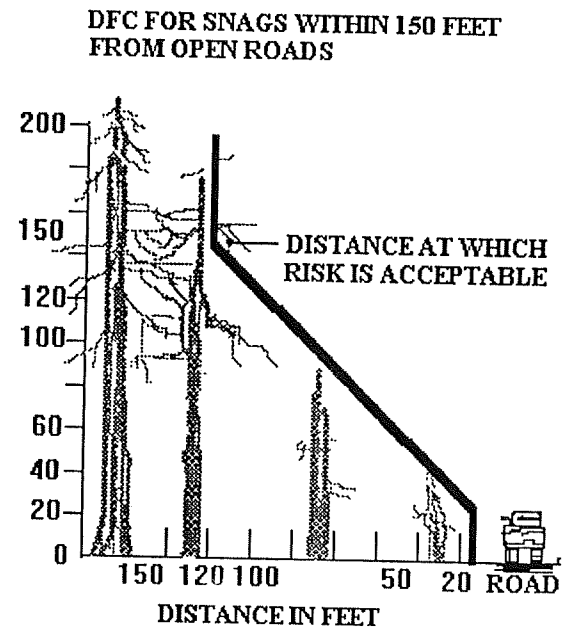 DFC FOR SNAGS WITHIN 150 FEET
FROM OPEN ROADS
200
150
DISTANCE AT WHICH
RISK IS ACCEPTABLE
120
100
60
40
20
0
150 120 100 50 20 ROAD
DISTANCE IN FEET